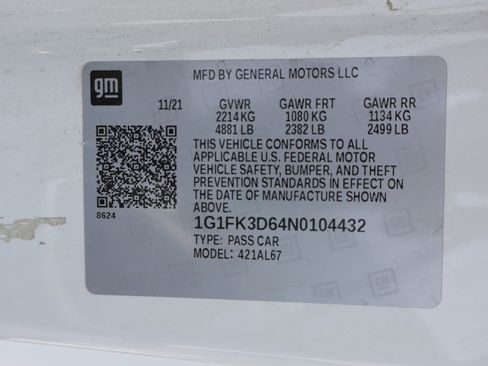 gm
MFD BY GENERAL MOTORS LLC
11/21 GVWR GAWR FRT GAWR RR
2214 KG 1080 KG 1134 KG
4881 LB 2382 LB 2499 LB
THIS VEHICLE CONFORMS TO ALL
APPLICABLE U.S. FEDERAL MOTOR
VEHICLE SAFETY, BUMPER, AND THEFT
PREVENTION STANDARDS IN EFFECT ON
THE DATE OF MANUFACTURE SHOWN
ABOVE.
8624
1G1FK3D64N0104432
TYPE: PASS CAR
MODEL: 421AL67